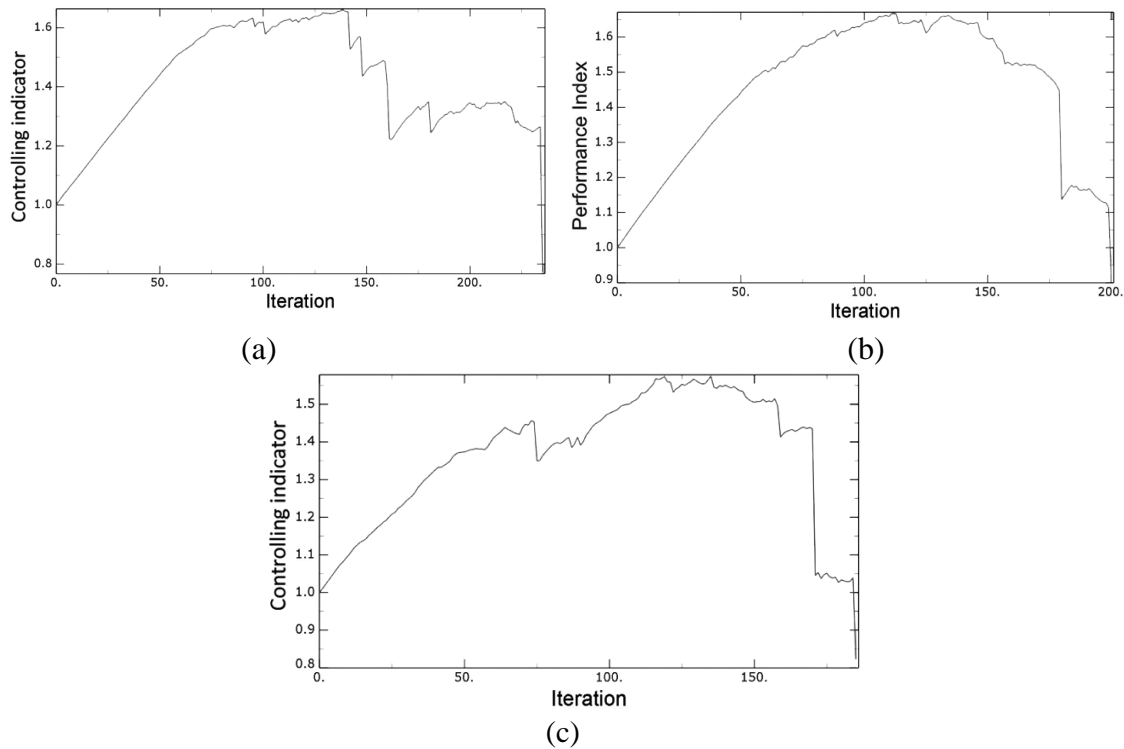 Controlling indicator
1.6
1.4
1.2
1.0
0.8
0. 50. 100. 150. 200.
Iteration
(a)
Performance Index
1.6
1.5
1.4
1.3
1.2
1.1
1.0
0.9
0. 50. 100. 150. 200.
Iteration
(b)
Controlling indicator
1.5
1.4
1.3
1.2
1.1
1.0
0.9
0.8
0. 50. 100. 150.
Iteration
(c)